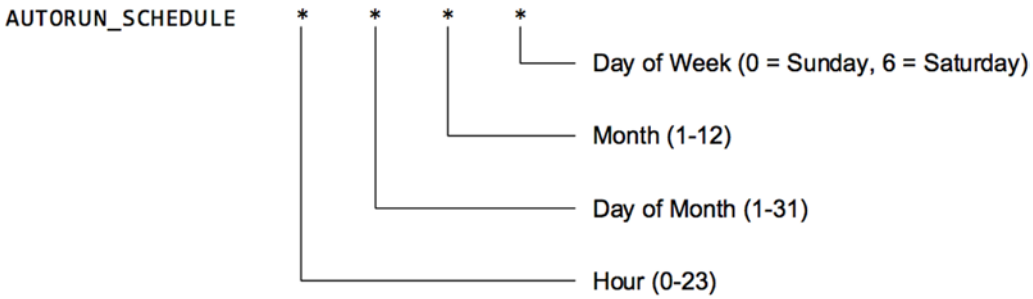 AUTORUN_SCHEDULE * * * *
Day of Week (0 = Sunday, 6 = Saturday)
Month (1-12)
Day of Month (1-31)
Hour (0-23)